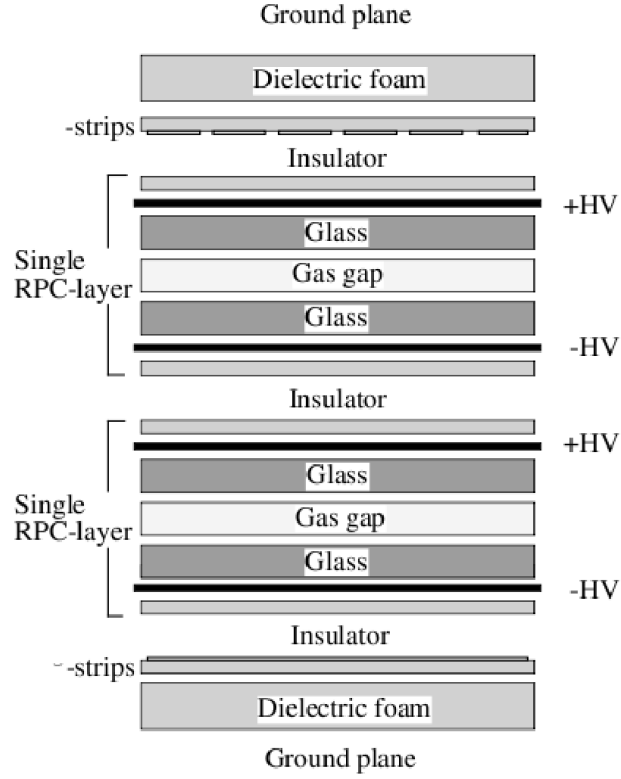 Ground plane
Dielectric foam
-strips
Insulator
+HV
Glass
Single
RPC-layer
Gas gap
Glass
-HV
Insulator
+HV
Glass
Single
RPC-layer
Gas gap
Glass
-HV
Insulator
-strips
Dielectric foam
Ground plane